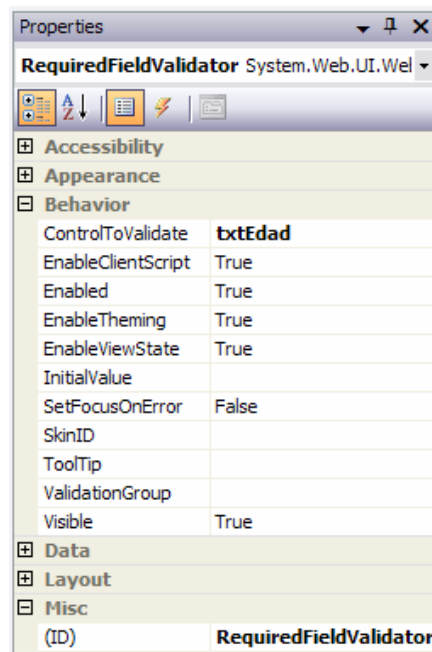 Properties
RequiredFieldValidator System.Web.UI.Wel
Accessibility
Appearance
Behavior
ControlToValidate txtEdad
EnableClientScript True
Enabled True
EnableTheming True
EnableViewState True
InitialValue
SetFocusOnError False
SkinID
ToolTip
ValidationGroup
Visible True
Data
Layout
Misc
(ID) RequiredFieldValidator